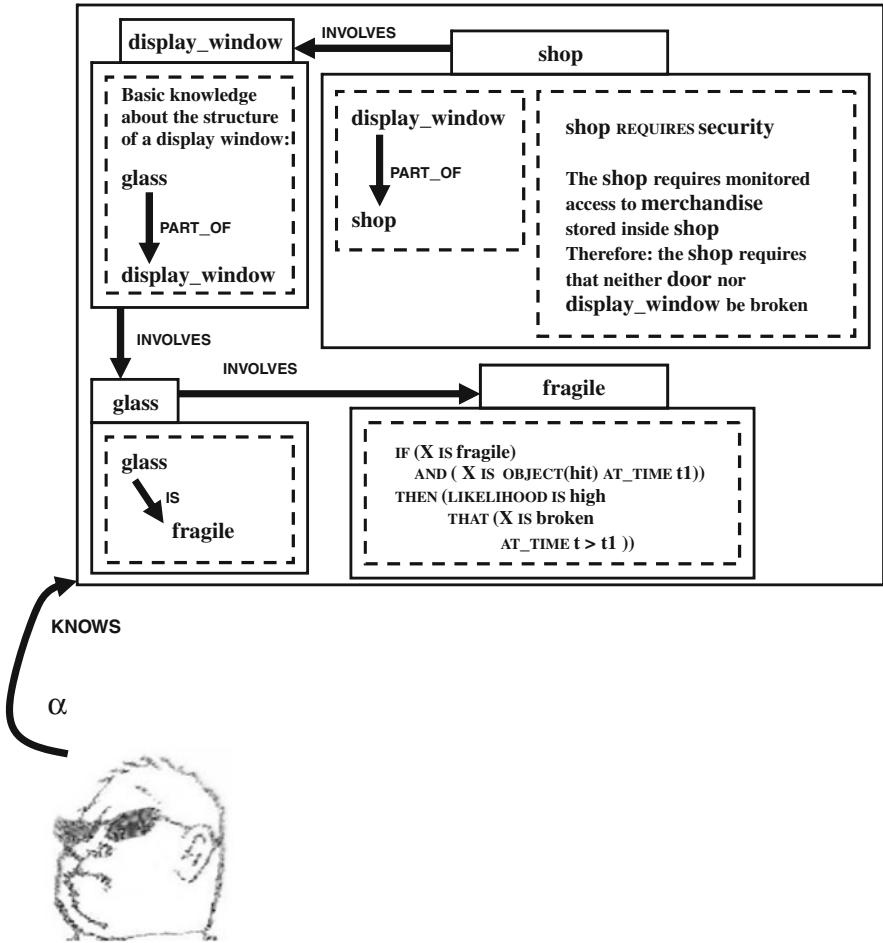 INVOLVES
display_window
shop
Basic knowledge
about the structure
of a display window:
glass
PART_OF
display_window
display_window
PART_OF
shop
shop REQUIRES security
The shop requires monitored
access to merchandise
stored inside shop
Therefore: the shop requires
that neither door nor
display_window be broken
INVOLVES
INVOLVES
glass
fragile
glass
IS
fragile
IF (X IS fragile)
AND ( X IS OBJECT(hit) AT_TIME t1))
THEN (LIKELIHOOD IS high
THAT (X IS broken
AT_TIME t > t1 ))
KNOWS
α